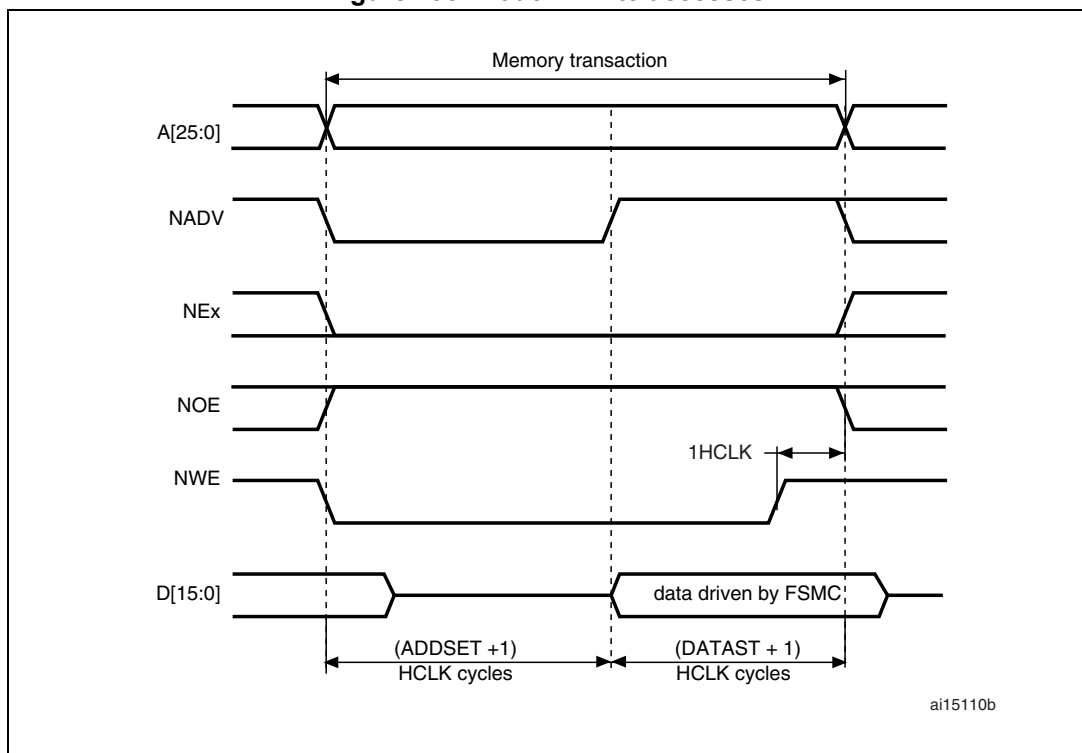 Memory transaction
A[25:0]
NADV
NEx
NOE
1HCLK
NWE
D[15:0]
data driven by FSMC
(ADDSET +1)
HCLK cycles
(DATAST + 1)
HCLK cycles
ai15110b